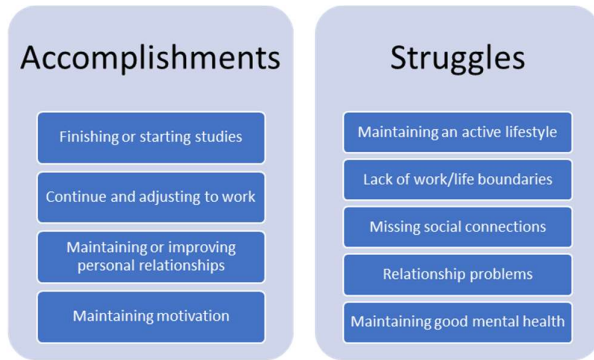 Accomplishments
Finishing or starting studies
Continue and adjusting to work
Maintaining or improving
personal relationships
Maintaining motivation
Struggles
Maintaining an active lifestyle
Lack of work/life boundaries
Missing social connections
Relationship problems
Maintaining good mental health